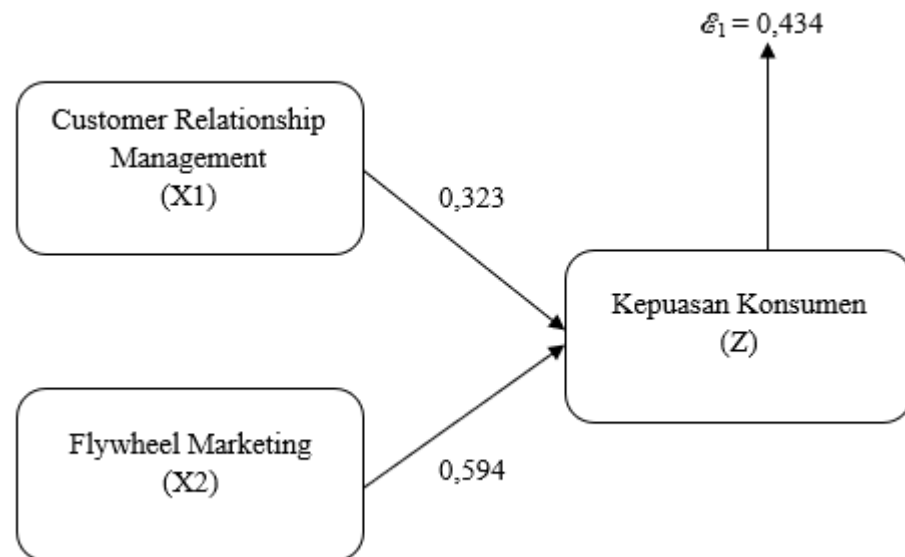 ℰ₁ = 0,434
Customer Relationship
Management
(X1)
0,323
Kepuasan Konsumen
(Z)
Flywheel Marketing
(X2)
0,594